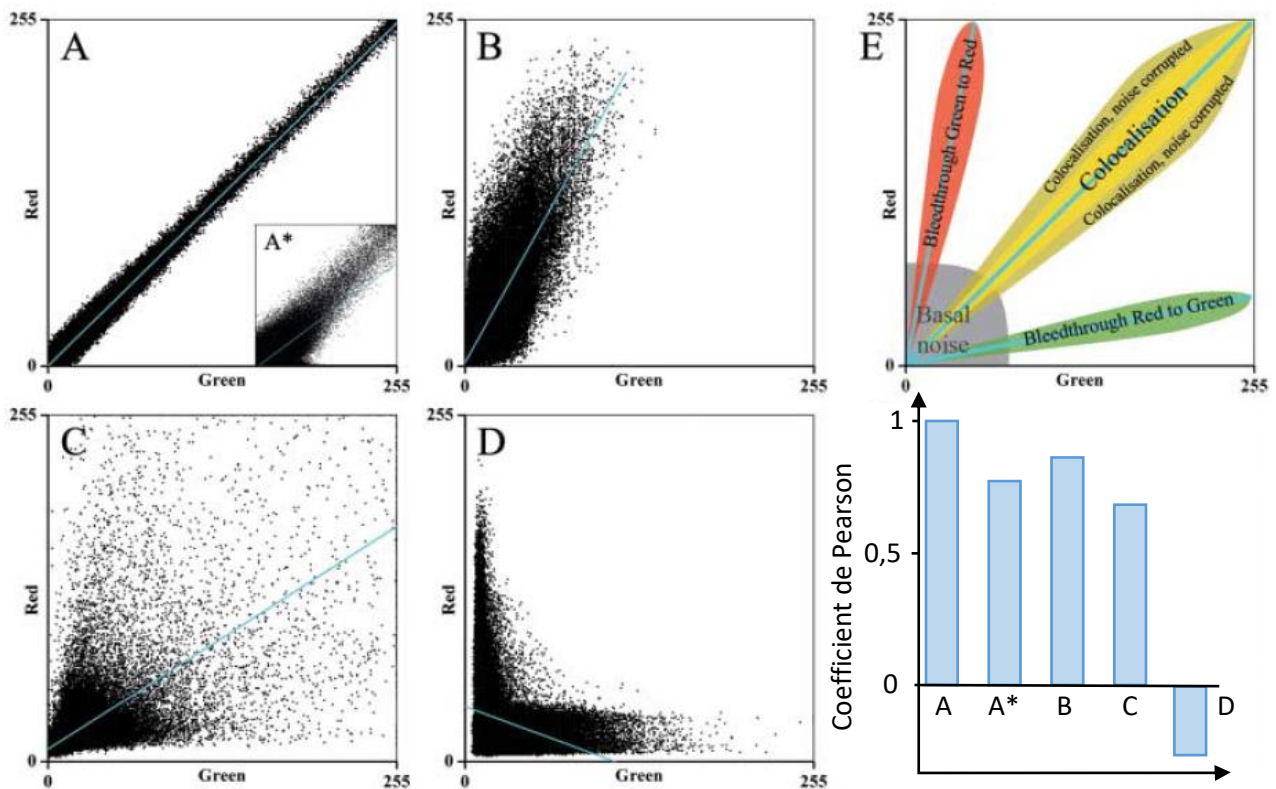 255
A
Red
A*
0
0
Green
255
255
B
Red
0
0
Green
255
255
E
Red
Bleedthrough Green to Red
Colocalisation, noise corrupted
Colocalisation
Colocalisation, noise corrupted
Bleedthrough Red to Green
Basal
noise
0
0
Green
255
255
C
Red
0
0
Green
255
255
D
Red
0
0
Green
255
Coefficient de Pearson
1
0,5
0
A
A*
B
C
D